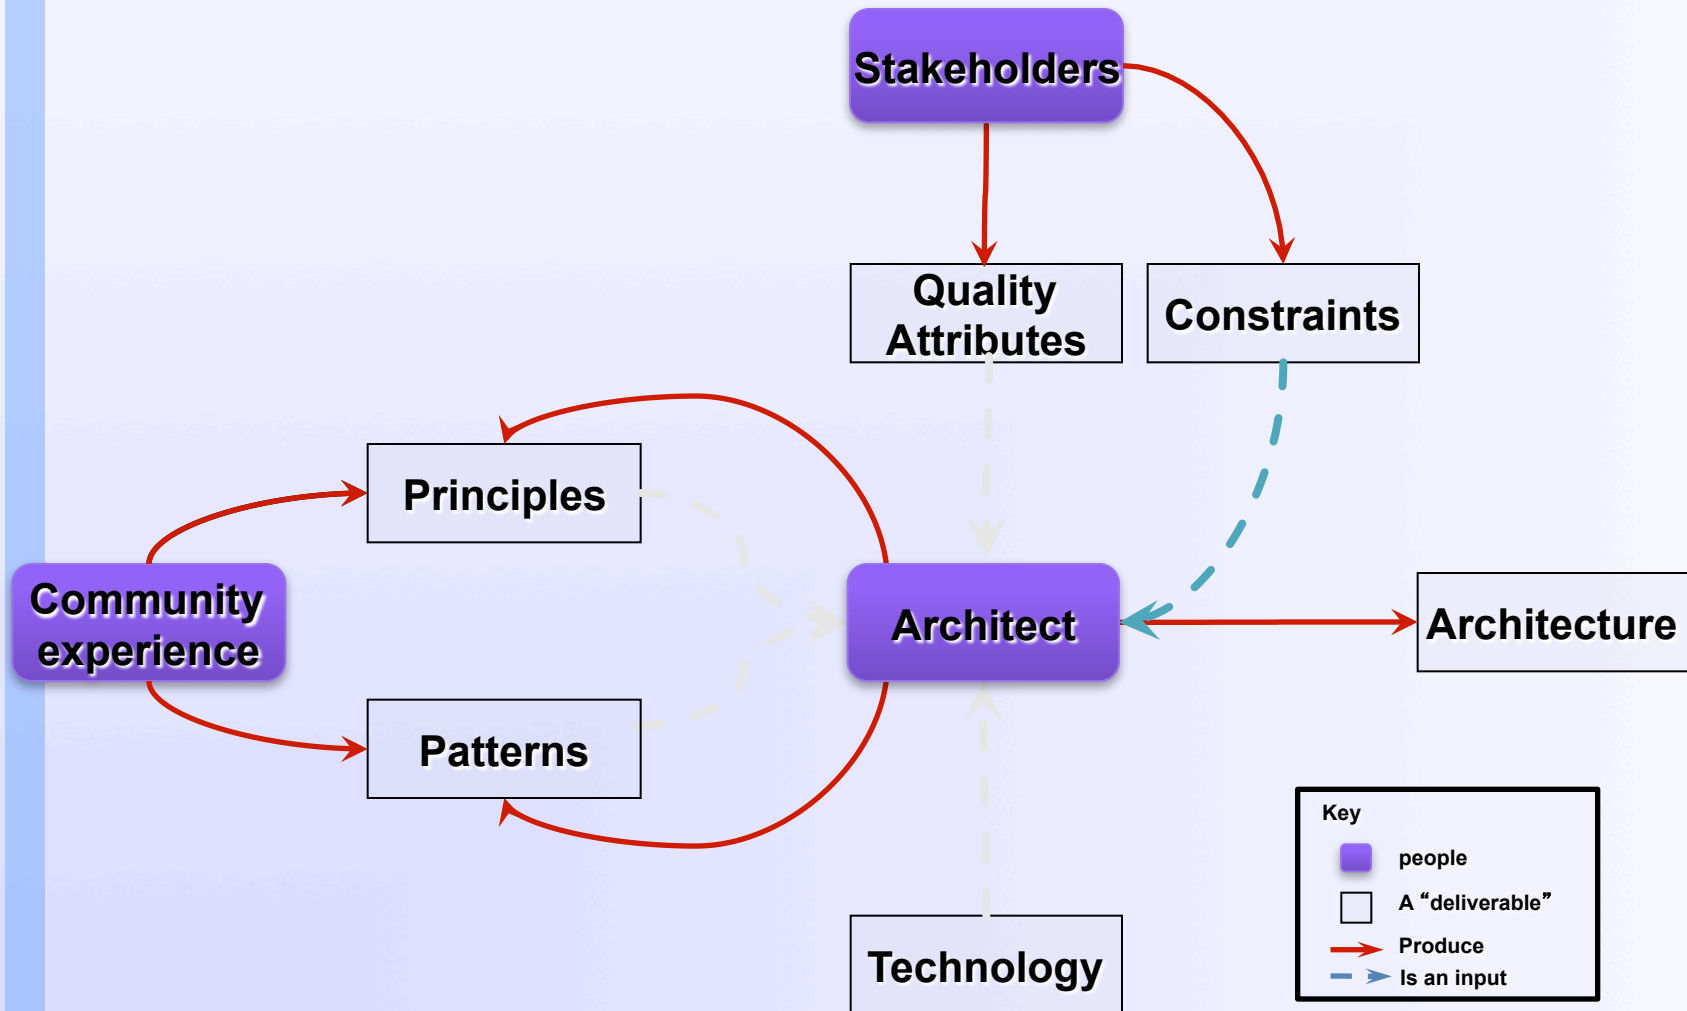 Stakeholders
Quality
Attributes
Constraints
Principles
Community
experience
Architect
Architecture
Patterns
Technology
Key
people
A “deliverable”
Produce
Is an input